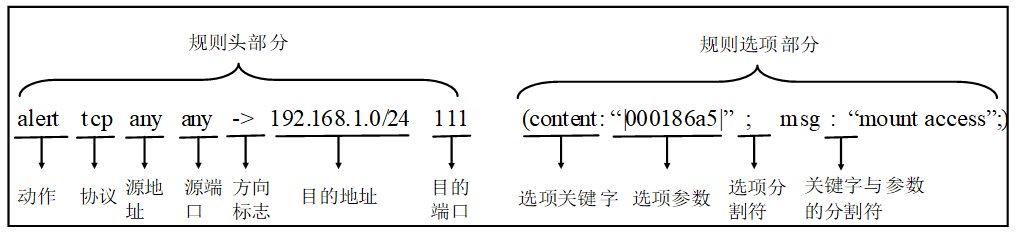 规则头部分
规则选项部分
alert tcp any any -> 192.168.1.0/24 111 (content: “|000186a5|” ; msg : “mount access”;)
动作
协议
源地
址
源端
口
方向
标志
目的地址
目的
端口
选项关键字
选项参数
选项分
割符
关键字与参数
的分割符